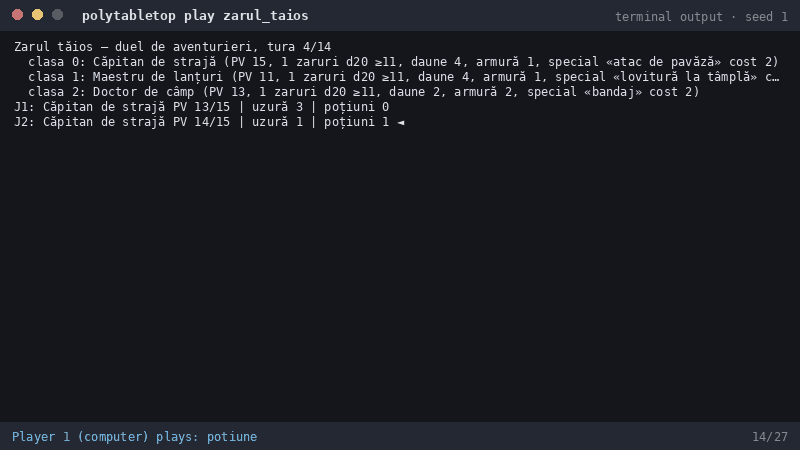 polytabletop play zarul_taios
terminal output · seed 1
Zarul tăios — duel de aventurieri, tura 4/14
clasa 0: Căpitan de strajă (PV 15, 1 zaruri d20 ≥11, daune 4, armură 1, special «atac de pavăză» cost 2)
clasa 1: Maestru de lanțuri (PV 11, 1 zaruri d20 ≥11, daune 4, armură 1, special «lovitură la tâmplă» c…
clasa 2: Doctor de câmp (PV 13, 1 zaruri d20 ≥11, daune 2, armură 2, special «bandaj» cost 2)
J1: Căpitan de strajă PV 13/15 | uzură 3 | poțiuni 0
J2: Căpitan de strajă PV 14/15 | uzură 1 | poțiuni 1 ◄
Player 1 (computer) plays: potiune
14/27